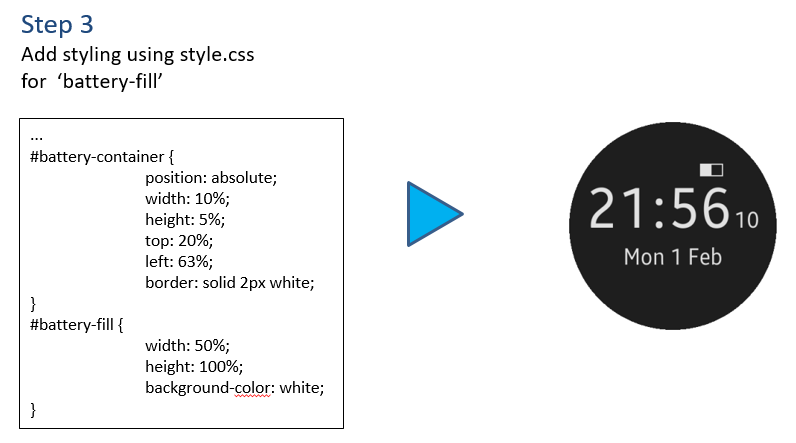 Step 3
Add styling using style.css
for ‘battery-fill’
...
#battery-container {
position: absolute;
width: 10%;
height: 5%;
top: 20%;
left: 63%;
border: solid 2px white;
}
#battery-fill {
width: 50%;
height: 100%;
background-color: white;
}
21:56 10
Mon 1 Feb